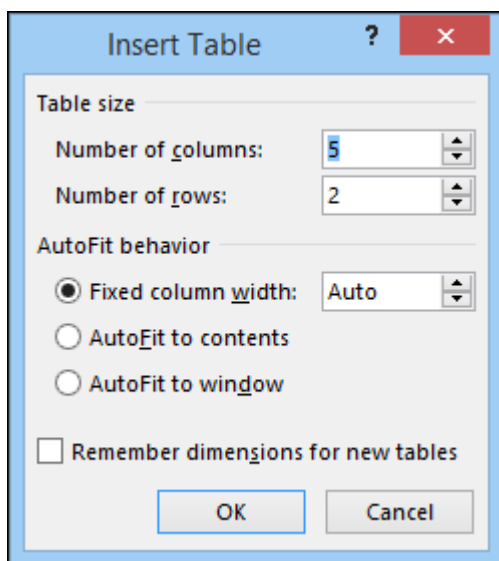 Insert Table ? ×
Table size
Number of columns: 5
Number of rows: 2
AutoFit behavior
Fixed column width: Auto
AutoFit to contents
AutoFit to window
Remember dimensions for new tables
OK Cancel